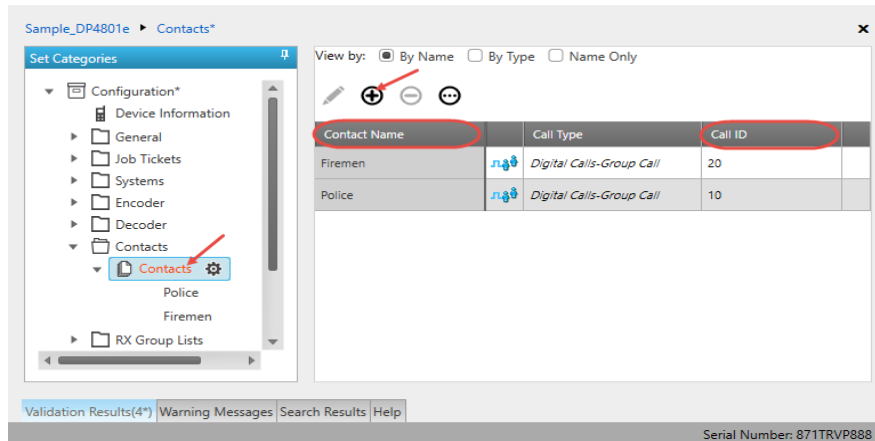 Sample_DP4801e Contacts*
x
Set Categories
Configuration*
Device Information
General
Job Tickets
Systems
Encoder
Decoder
Contacts
Contacts
Police
Firemen
RX Group Lists
View by: By Name By Type Name Only
Contact Name Call Type Call ID
Firemen Digital Calls-Group Call 20
Police Digital Calls-Group Call 10
Validation Results(4*) Warning Messages Search Results Help
Serial Number: 871TRVP888